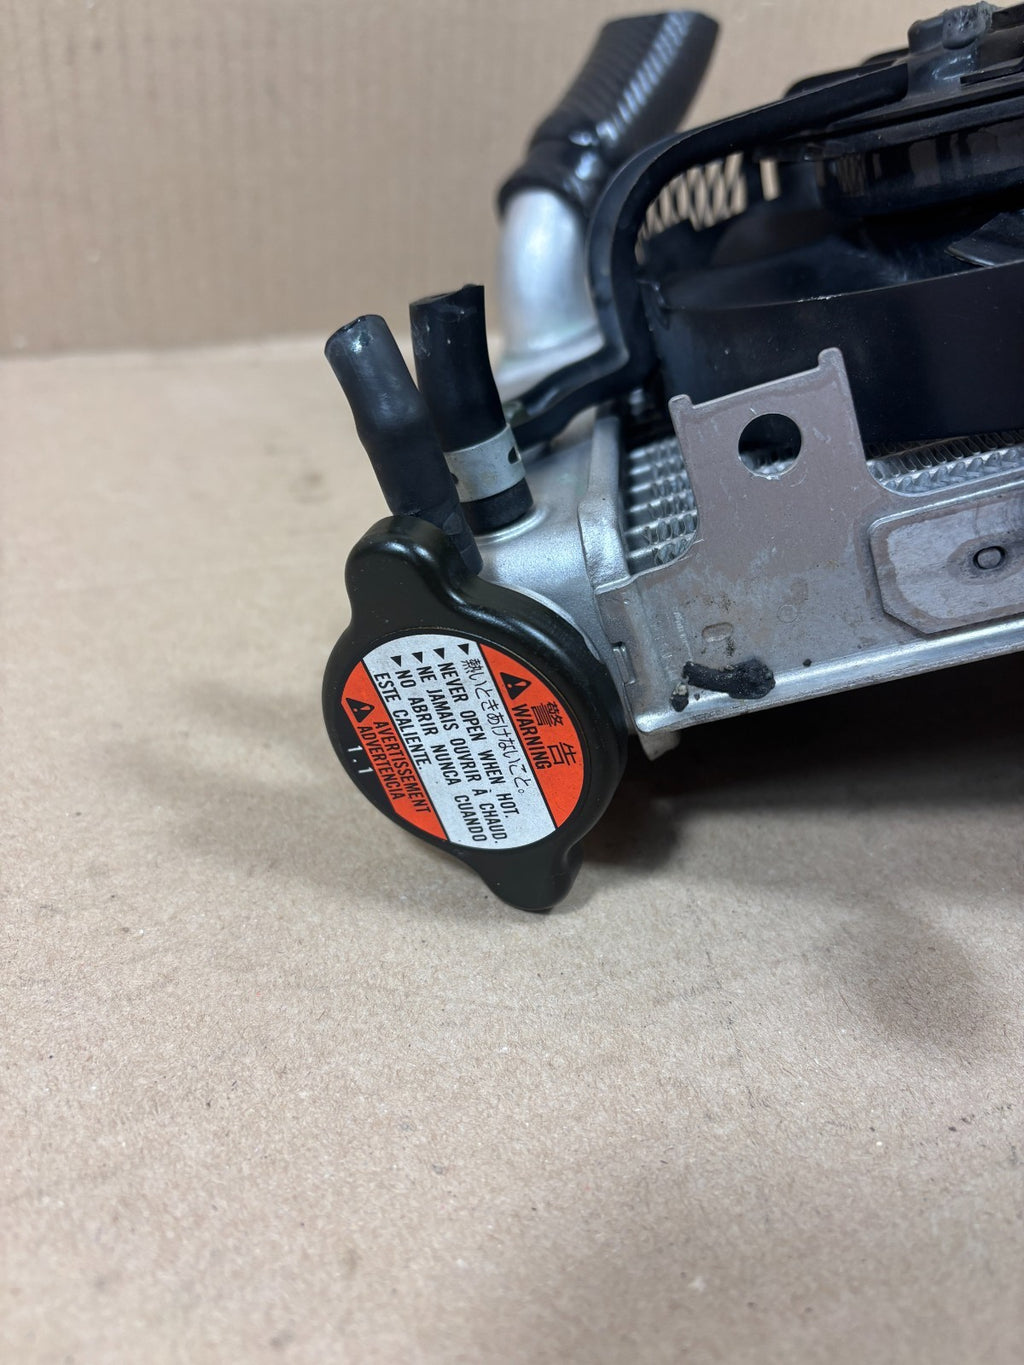 ⚠警告
WARNING
▶熱いときあけないこと。
▶NEVER OPEN WHEN HOT.
▶NE JAMAIS OUVRIR À CHAUD.
▶NO ABRIR NUNCA CUANDO
ESTE CALIENTE.
⚠AVERTISSEMENT
ADVERTENCIA
1.1